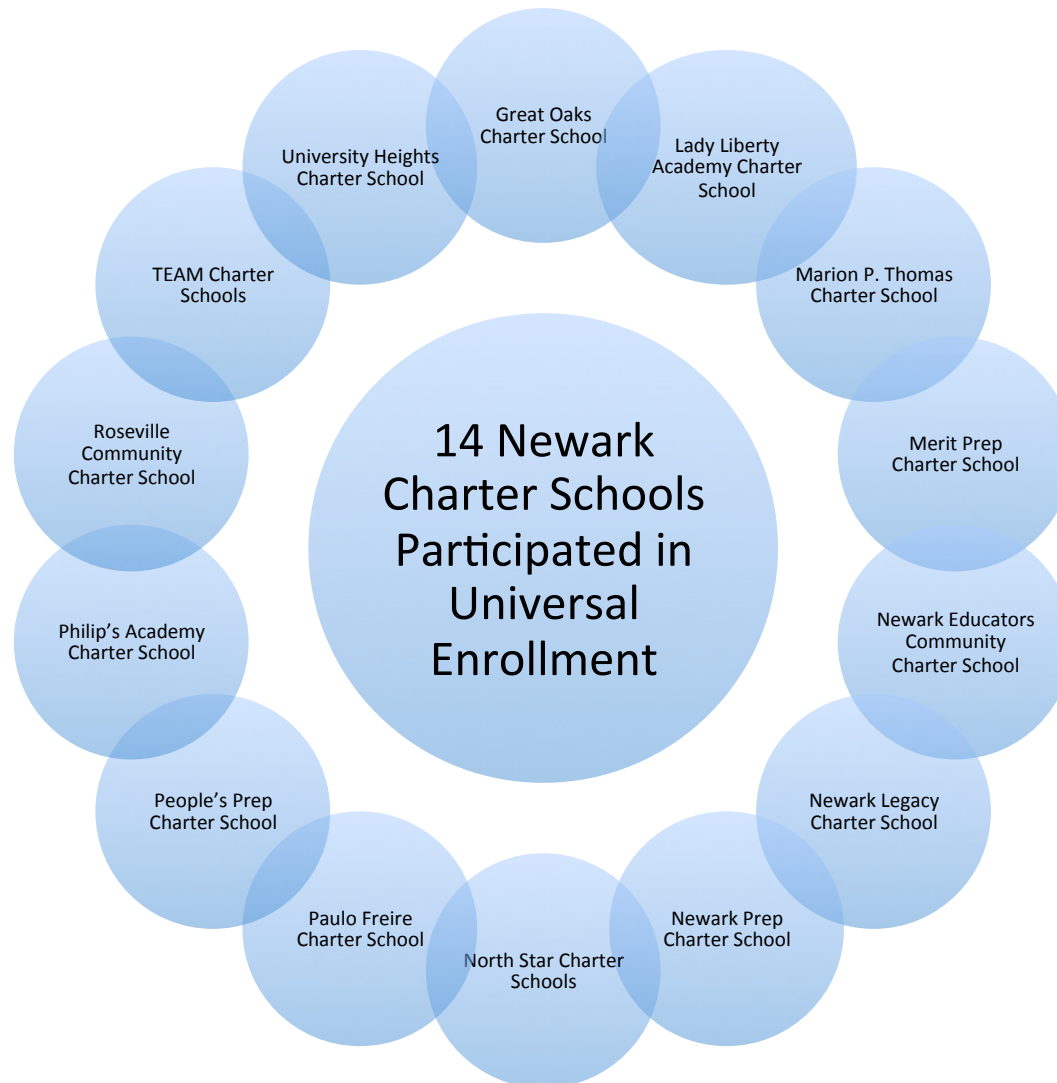 Great Oaks
Charter School
Lady Liberty
Academy Charter
School
Marion P. Thomas
Charter School
Merit Prep
Charter School
Newark Educators
Community
Charter School
Newark Legacy
Charter School
Newark Prep
Charter School
North Star Charter
Schools
Paulo Freire
Charter School
People’s Prep
Charter School
Philip’s Academy
Charter School
Roseville
Community
Charter School
TEAM Charter
Schools
University Heights
Charter School
14 Newark
Charter Schools
Participated in
Universal
Enrollment